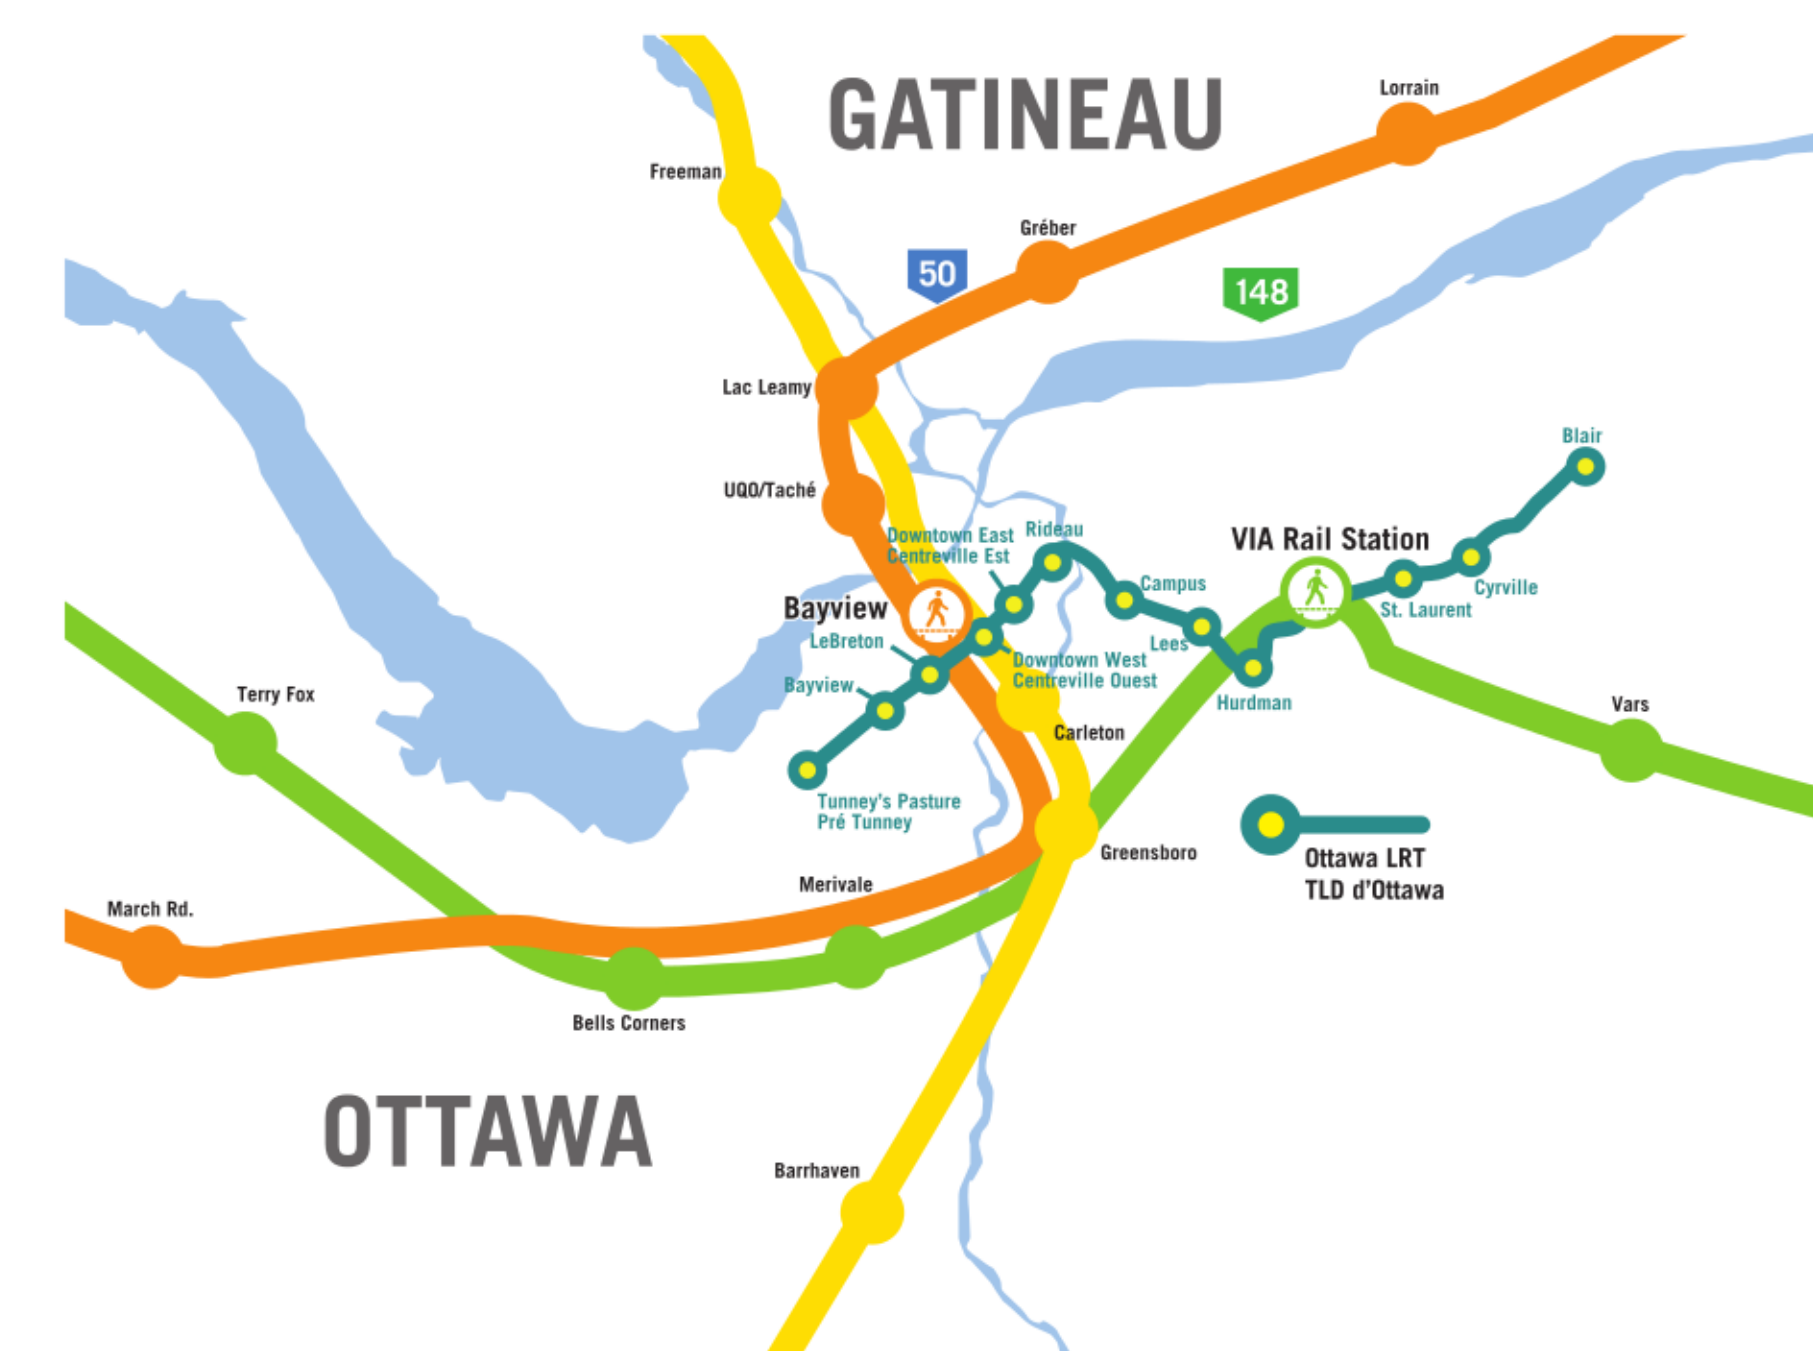 GATINEAU
Lorrain
Freeman
Gréber
50
148
Lac Leamy
Blair
UQO/Taché
Downtown East
Centreville Est
Rideau
VIA Rail Station
Campus
Cyrville
St. Laurent
Bayview
LeBreton
Lees
Downtown West
Centreville Ouest
Bayview
Hurdman
Terry Fox
Vars
Carleton
Tunney's Pasture
Pré Tunney
Greensboro
Ottawa LRT
TLD d'Ottawa
Merivale
March Rd.
Bells Corners
OTTAWA
Barrhaven